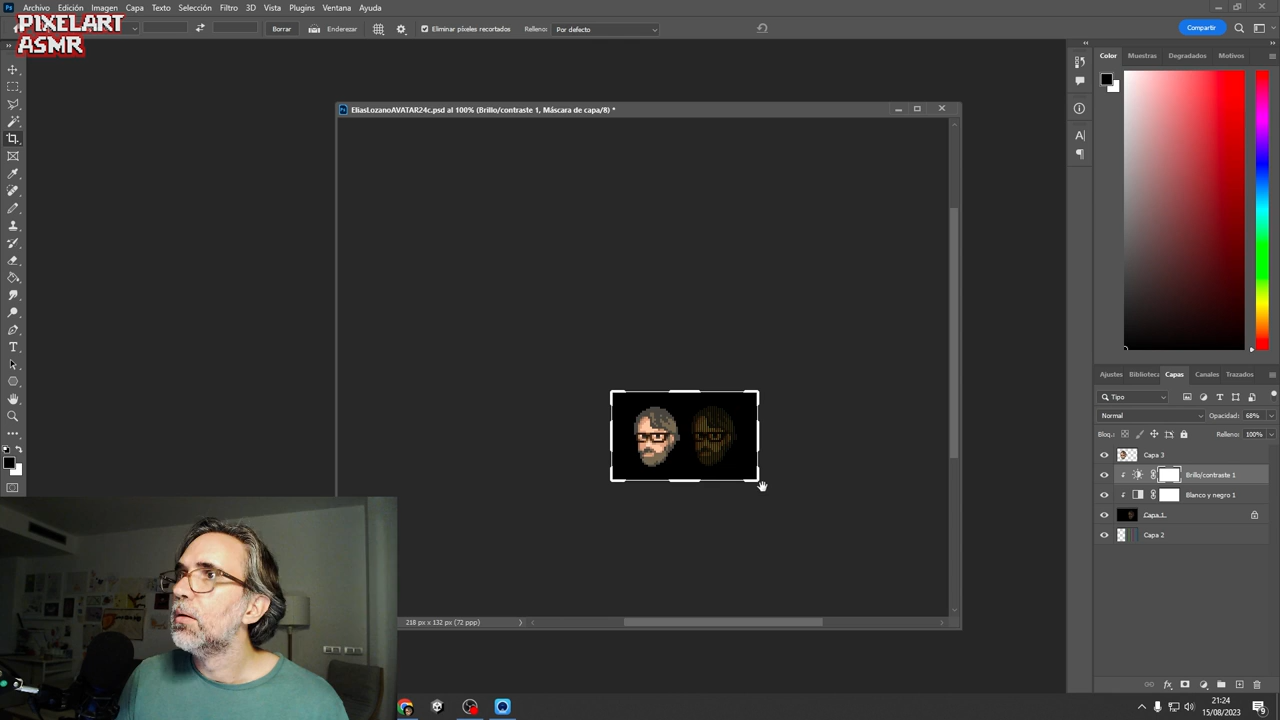 Archivo Edición Imagen Capa Texto Selección Filtro 3D Vista Plugins Ventana Ayuda
PIXELART
ASMR
Borrar Enderezar Eliminar píxeles recortados Relleno: Por defecto Compartir
EliasLozanoAVATAR24c.psd al 100% (Brillo/contraste 1, Máscara de capa/8) *
Color Muestras Degradados Motivos
Ajustes Biblioteca Capas Canales Trazados
Tipo
Normal Opacidad: 68%
Bloq.: Relleno: 100%
Capa 3
Brillo/contraste 1
Blanco y negro 1
Capa 1
Capa 2
218 px x 132 px (72 ppp)
21:24
15/08/2023